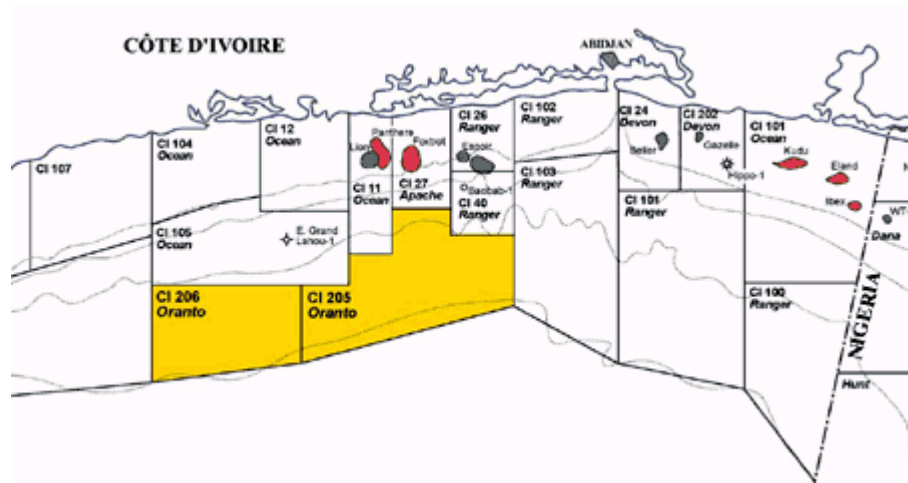 CÔTE D'IVOIRE
ABIDJAN
CI 107
CI 104
Ocean
CI 12
Ocean
Panthere
Lion
Foxtrot
CI 11
Ocean
CI 27
Apache
CI 26
Ranger
Espoir
Baobab-1
CI 40
Ranger
CI 102
Ranger
CI 103
Ranger
CI 24
Devon
Belier
CI 202
Devon
Gazelle
Hippo-1
CI 101
Ocean
Kudu
Eland
Ibex
CI 101
Ranger
CI 105
Ocean
E. Grand
Lahou-1
CI 206
Oranto
CI 205
Oranto
CI 100
Ranger
NIGERIA
Dana
Hunt